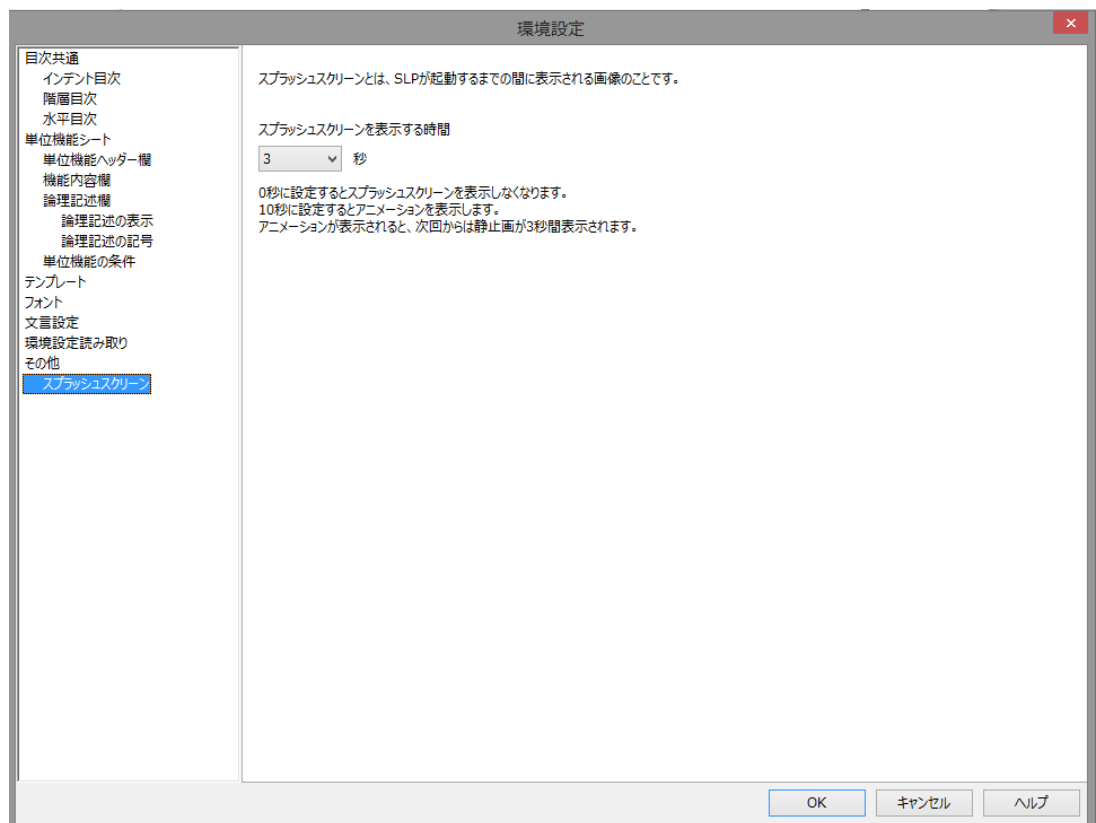 環境設定
目次共通
インデント目次
階層目次
水平目次
単位機能シート
単位機能ヘッダー欄
機能内容欄
論理記述欄
論理記述の表示
論理記述の記号
単位機能の条件
テンプレート
フォント
文言設定
環境設定読み取り
その他
スプラッシュスクリーン
スプラッシュスクリーンとは、SLPが起動するまでの間に表示される画像のことです。
スプラッシュスクリーンを表示する時間
3 秒
0秒に設定するとスプラッシュスクリーンを表示しなくなります。
10秒に設定するとアニメーションを表示します。
アニメーションが表示されると、次回からは静止画が3秒間表示されます。
OK キャンセル ヘルプ